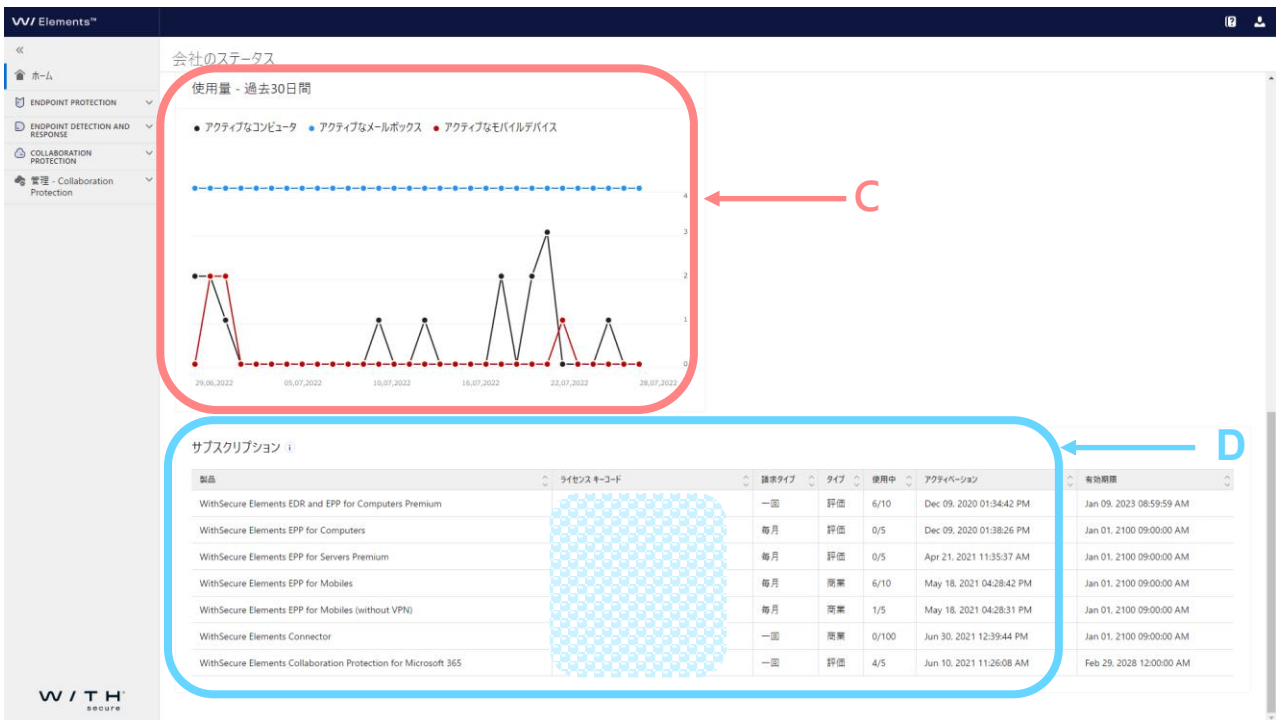 W/ Elements™
会社のステータス
ホーム
ENDPOINT PROTECTION
ENDPOINT DETECTION AND
RESPONSE
COLLABORATION
PROTECTION
管理 - Collaboration
Protection
使用量 - 過去30日間
アクティブなコンピュータ アクティブなメールボックス アクティブなモバイルデバイス
4
3
2
1
0
29,06,2022 05,07,2022 10,07,2022 16,07,2022 22,07,2022 28,07,2022
C
サブスクリプション i
D
製品 ライセンス キーコード 請求タイプ タイプ 使用中 アクティベーション 有効期限
WithSecure Elements EDR and EPP for Computers Premium 一回 評価 6/10 Dec 09, 2020 01:34:42 PM Jan 09, 2023 08:59:59 AM
WithSecure Elements EPP for Computers 毎月 評価 0/5 Dec 09, 2020 01:38:26 PM Jan 01, 2100 09:00:00 AM
WithSecure Elements EPP for Servers Premium 毎月 評価 0/5 Apr 21, 2021 11:35:37 AM Jan 01, 2100 09:00:00 AM
WithSecure Elements EPP for Mobiles 毎月 商業 6/10 May 18, 2021 04:28:42 PM Jan 01, 2100 09:00:00 AM
WithSecure Elements EPP for Mobiles (without VPN) 毎月 商業 1/5 May 18, 2021 04:28:31 PM Jan 01, 2100 09:00:00 AM
WithSecure Elements Connector 一回 商業 0/100 Jun 30, 2021 12:39:44 PM Jan 01, 2100 09:00:00 AM
WithSecure Elements Collaboration Protection for Microsoft 365 一回 評価 4/5 Jun 10, 2021 11:26:08 AM Feb 29, 2028 12:00:00 AM
W / T H
secure